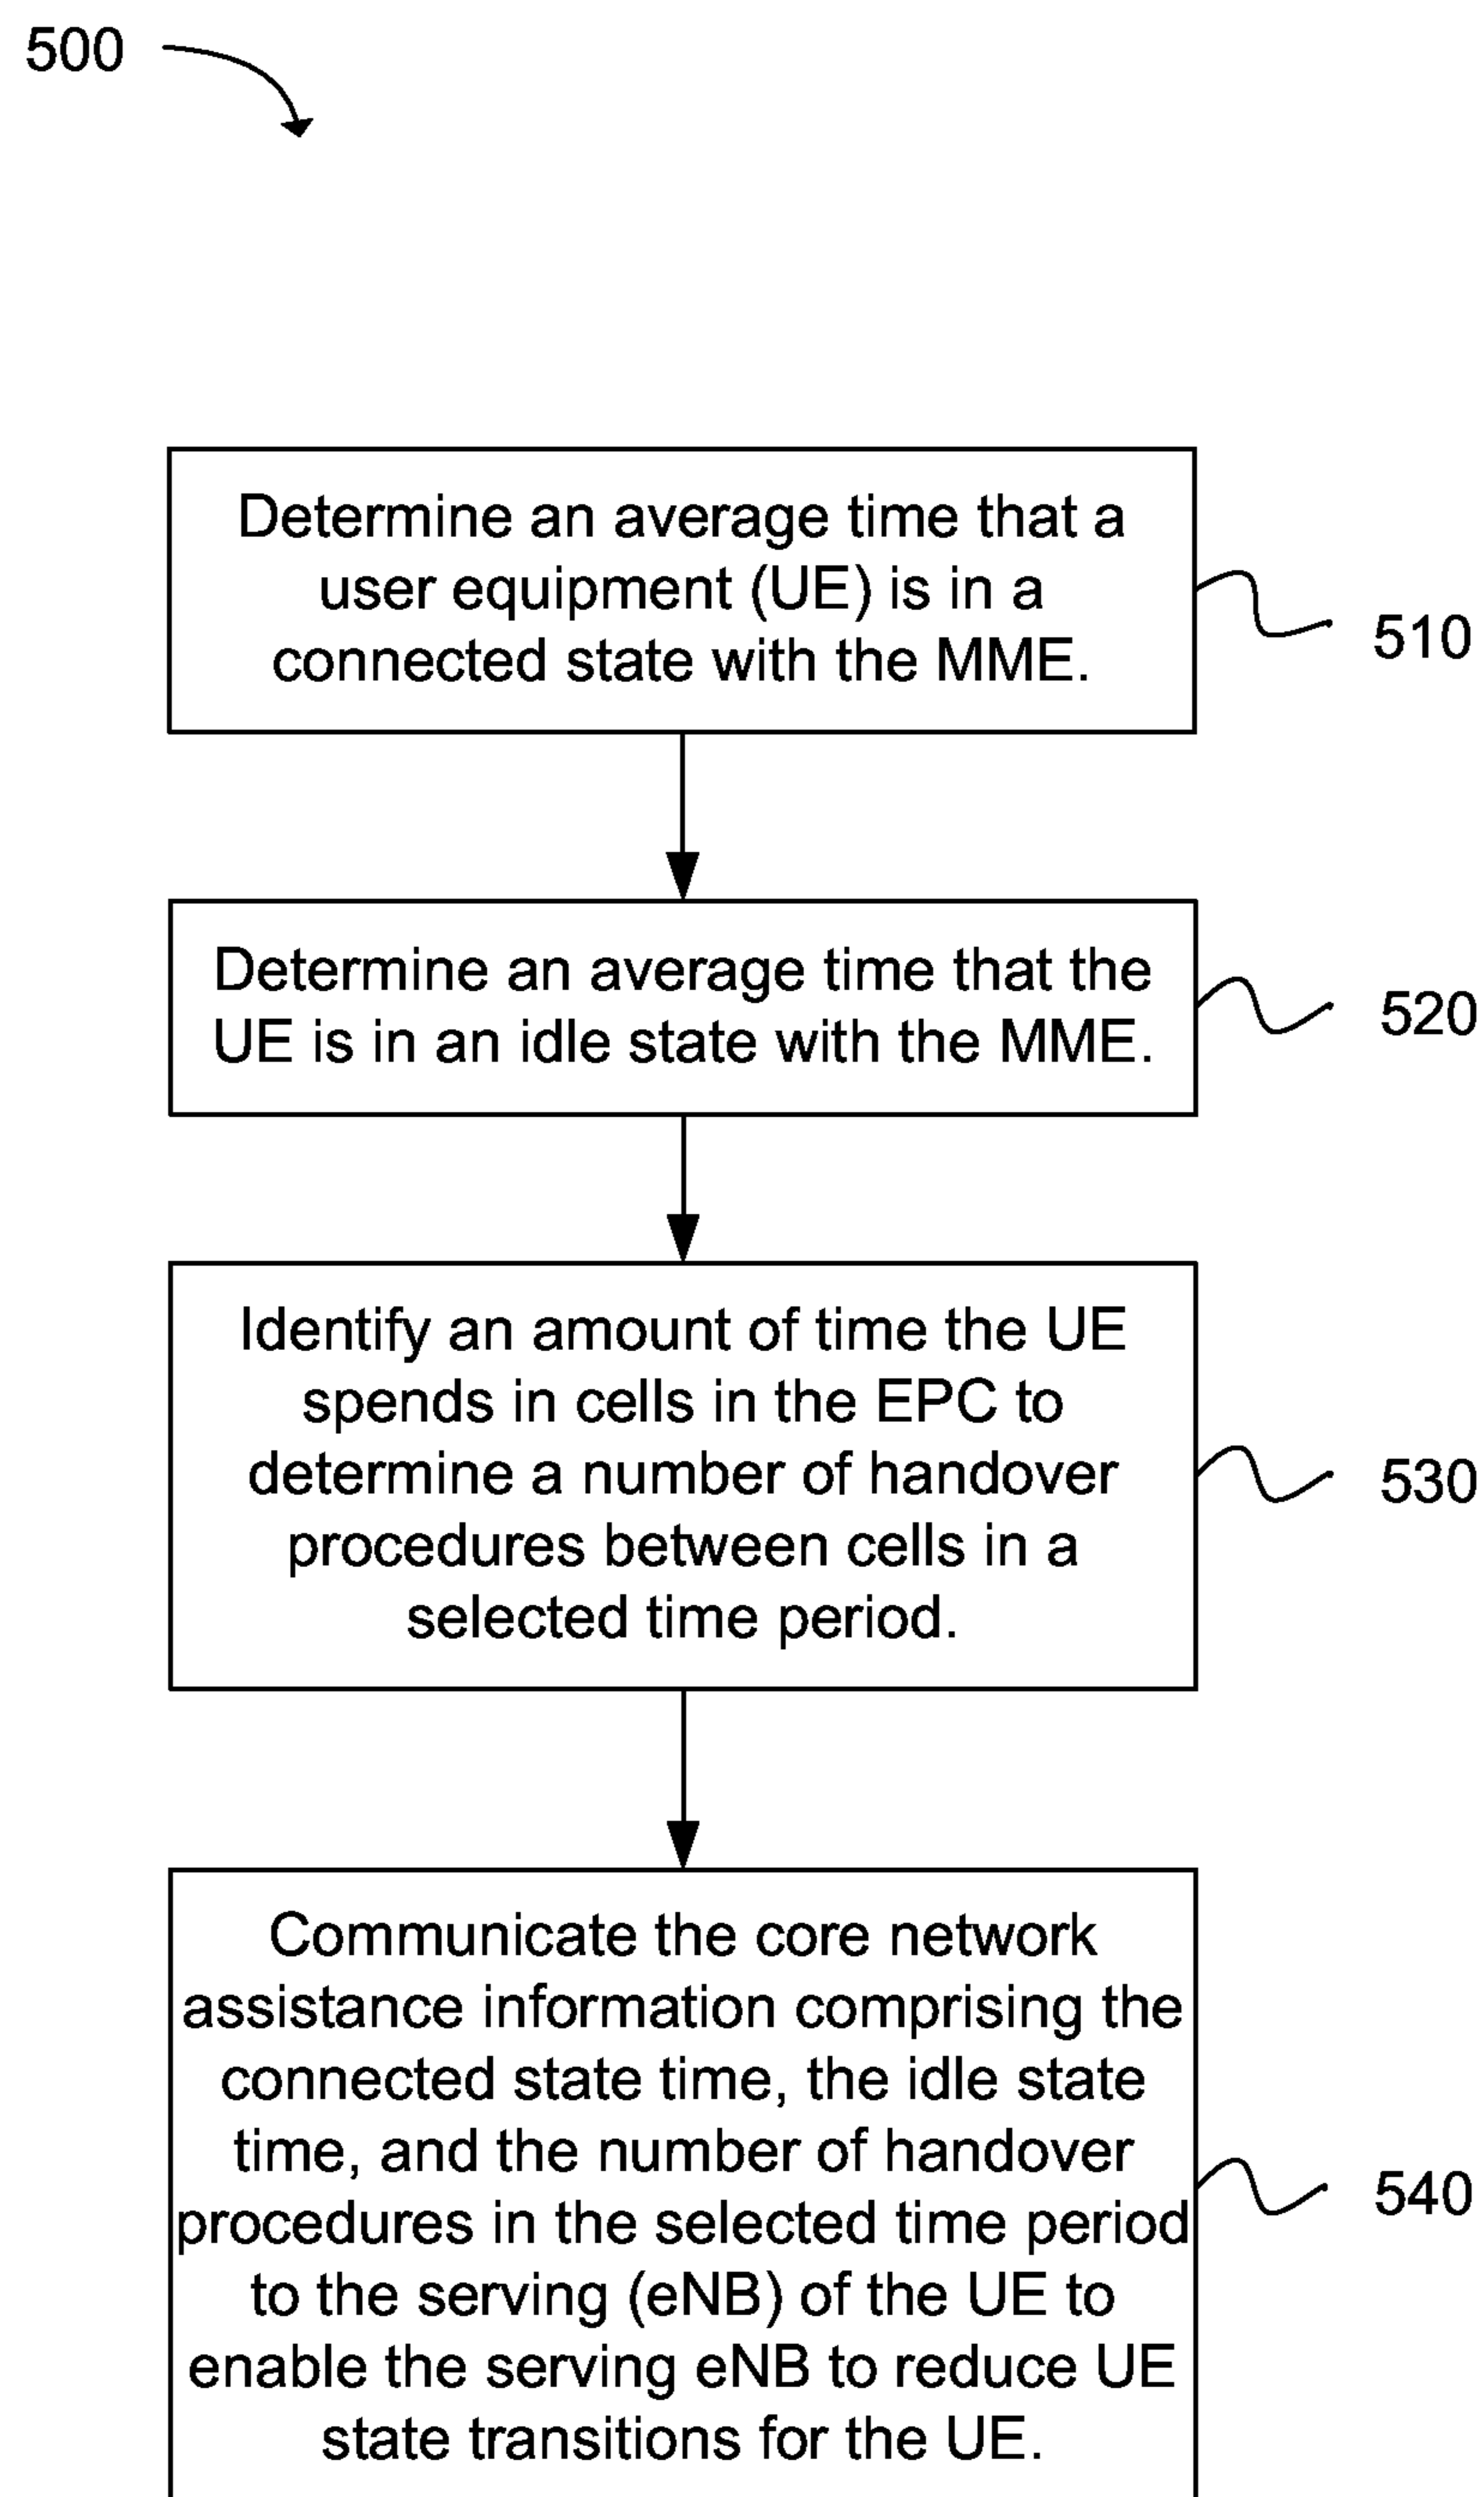 500
Determine an average time that a
user equipment (UE) is in a
connected state with the MME.
510
Determine an average time that the
UE is in an idle state with the MME.
520
Identify an amount of time the UE
spends in cells in the EPC to
determine a number of handover
procedures between cells in a
selected time period.
530
Communicate the core network
assistance information comprising the
connected state time, the idle state
time, and the number of handover
procedures in the selected time period
to the serving (eNB) of the UE to
enable the serving eNB to reduce UE
state transitions for the UE.
540